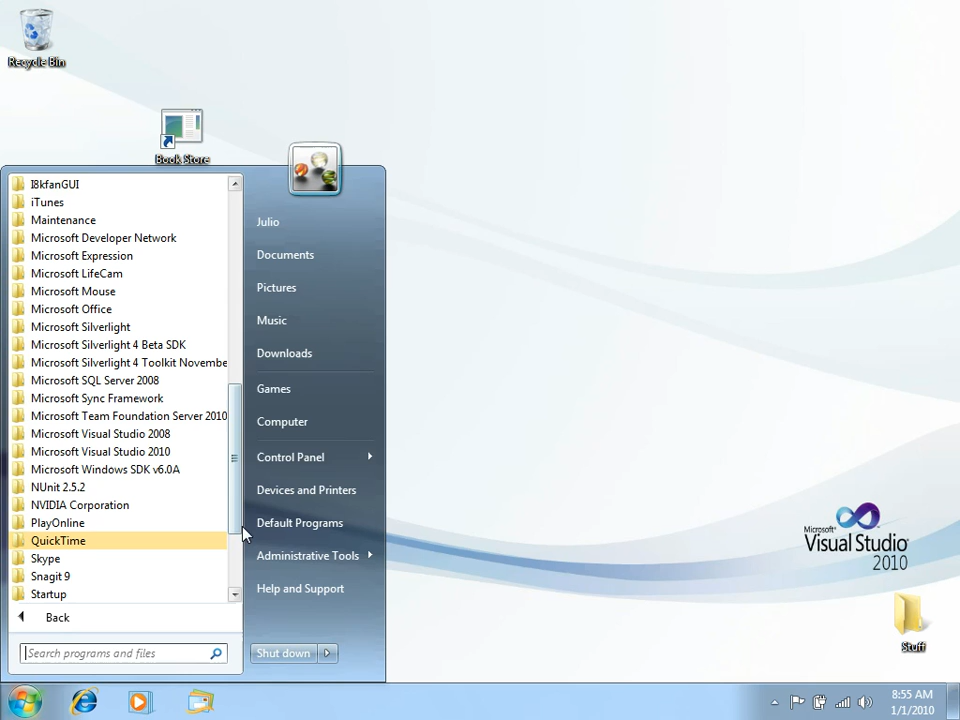 Recycle Bin
Book Store
I8kfanGUI
iTunes
Maintenance
Microsoft Developer Network
Microsoft Expression
Microsoft LifeCam
Microsoft Mouse
Microsoft Office
Microsoft Silverlight
Microsoft Silverlight 4 Beta SDK
Microsoft Silverlight 4 Toolkit Novembe
Microsoft SQL Server 2008
Microsoft Sync Framework
Microsoft Team Foundation Server 2010
Microsoft Visual Studio 2008
Microsoft Visual Studio 2010
Microsoft Windows SDK v6.0A
NUnit 2.5.2
NVIDIA Corporation
PlayOnline
QuickTime
Skype
Snagit 9
Startup
Back
Search programs and files
Julio
Documents
Pictures
Music
Downloads
Games
Computer
Control Panel
Devices and Printers
Default Programs
Administrative Tools
Help and Support
Shut down
Microsoft®
Visual Studio
2010
Stuff
8:55 AM
1/1/2010